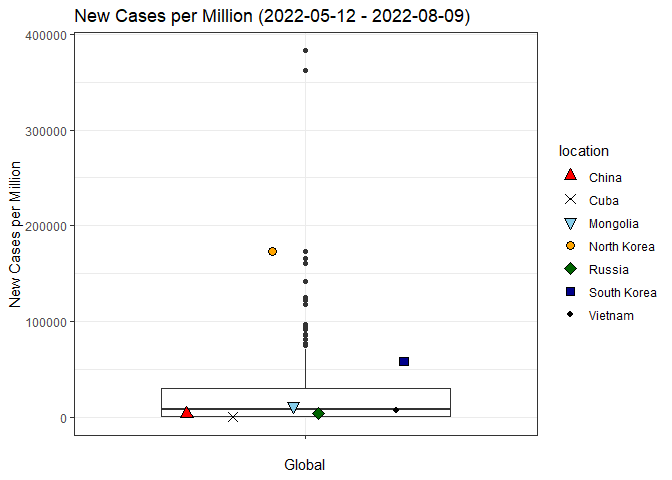 New Cases per Million (2022-05-12 - 2022-08-09)
400000
300000
200000
100000
0
New Cases per Million
Global
location
China
Cuba
Mongolia
North Korea
Russia
South Korea
Vietnam